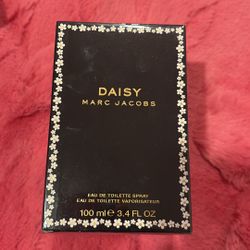 DAISY
MARC JACOBS
EAU DE TOILETTE SPRAY
EAU DE TOILETTE VAPORISATEUR
100 ml ℮ 3.4 FL OZ